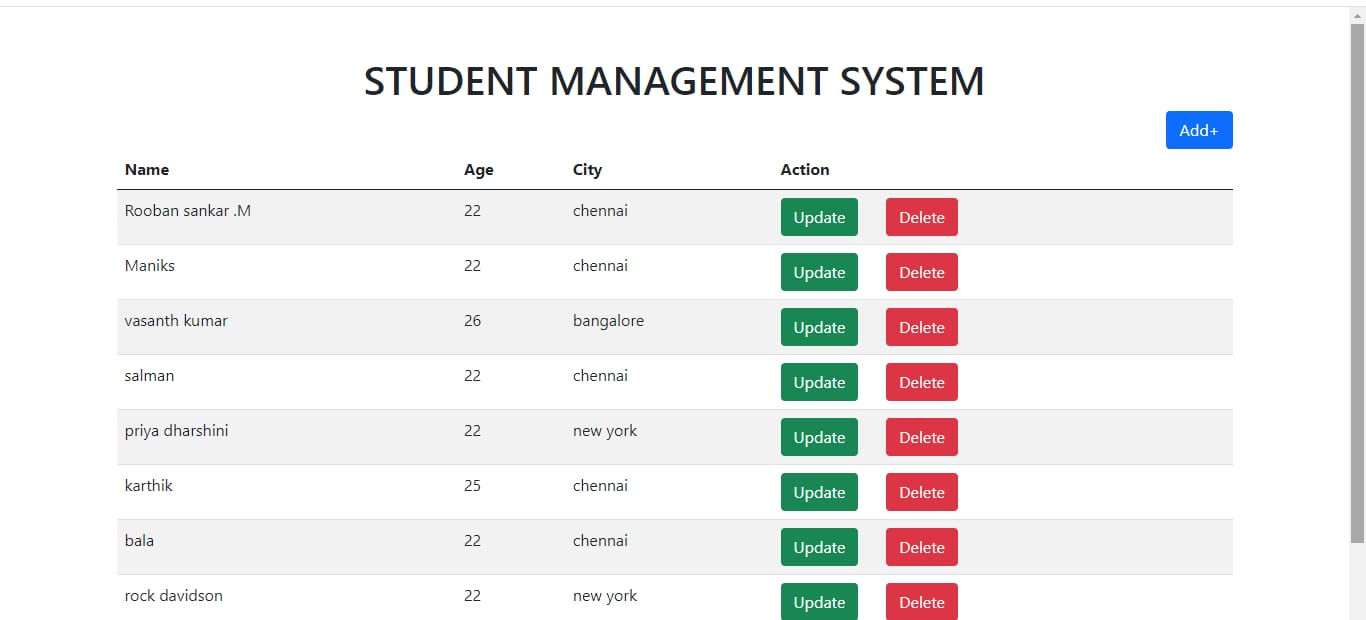 STUDENT MANAGEMENT SYSTEM
Add+
Name Age City Action
Rooban sankar .M 22 chennai Update Delete
Maniks 22 chennai Update Delete
vasanth kumar 26 bangalore Update Delete
salman 22 chennai Update Delete
priya dharshini 22 new york Update Delete
karthik 25 chennai Update Delete
bala 22 chennai Update Delete
rock davidson 22 new york Update Delete